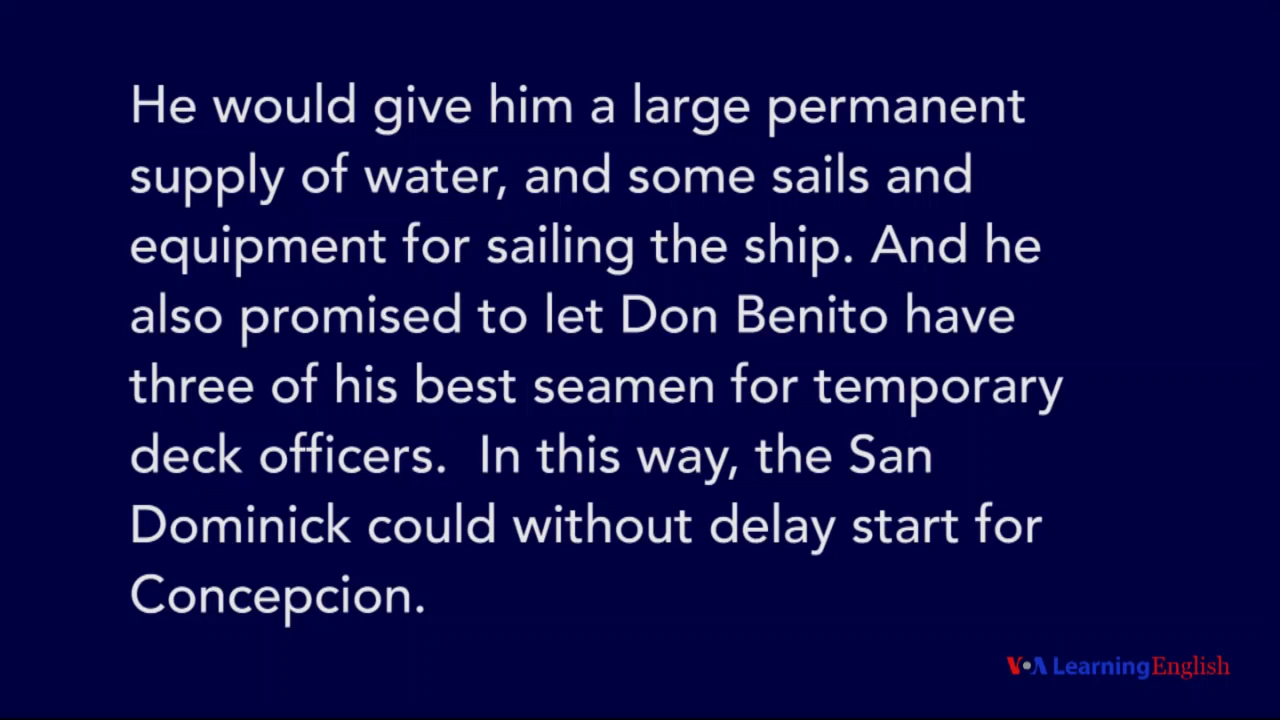 He would give him a large permanent
supply of water, and some sails and
equipment for sailing the ship. And he
also promised to let Don Benito have
three of his best seamen for temporary
deck officers.  In this way, the San
Dominick could without delay start for
Concepcion.
VOA Learning English